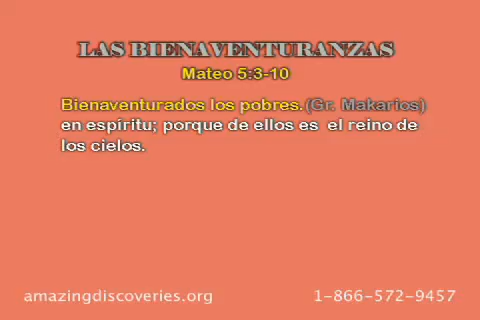 LAS BIENAVENTURANZAS
Mateo 5:3-10
Bienaventurados los pobres.(Gr. Makarios)
en espíritu; porque de ellos es el reino de
los cielos.
amazingdiscoveries.org 1-866-572-9457